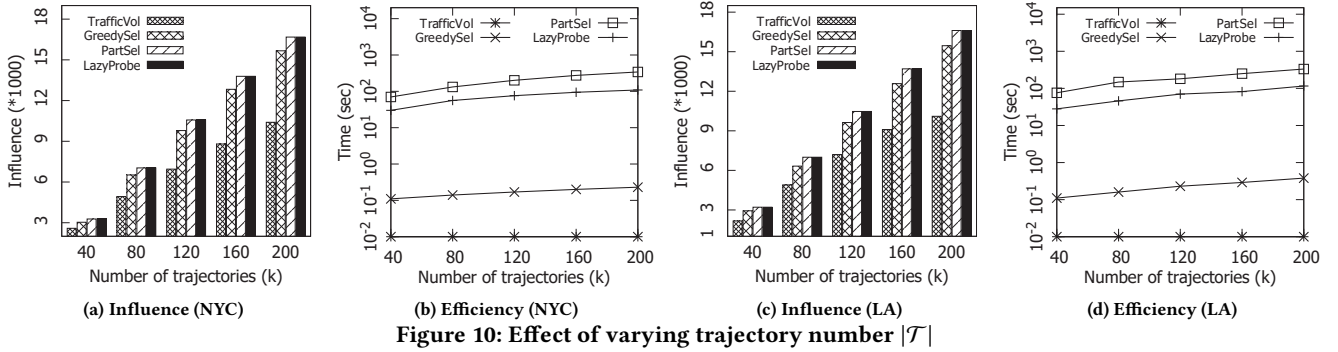 TrafficVol
GreedySel
PartSel
LazyProbe
Influence (*1000)
18
15
12
9
6
3
40 80 120 160 200
Number of trajectories (k)
(a) Influence (NYC)
TrafficVol PartSel
GreedySel LazyProbe
Time (sec)
10^4
10^3
10^2
10^1
10^0
10^-1
10^-2
40 80 120 160 200
Number of trajectories (k)
(b) Efficiency (NYC)
TrafficVol
GreedySel
PartSel
LazyProbe
Influence (*1000)
18
15
12
9
6
3
1
40 80 120 160 200
Number of trajectories (k)
(c) Influence (LA)
TrafficVol PartSel
GreedySel LazyProbe
Time (sec)
10^4
10^3
10^2
10^1
10^0
10^-1
10^-2
40 80 120 160 200
Number of trajectories (k)
(d) Efficiency (LA)
Figure 10: Effect of varying trajectory number |𝒯|